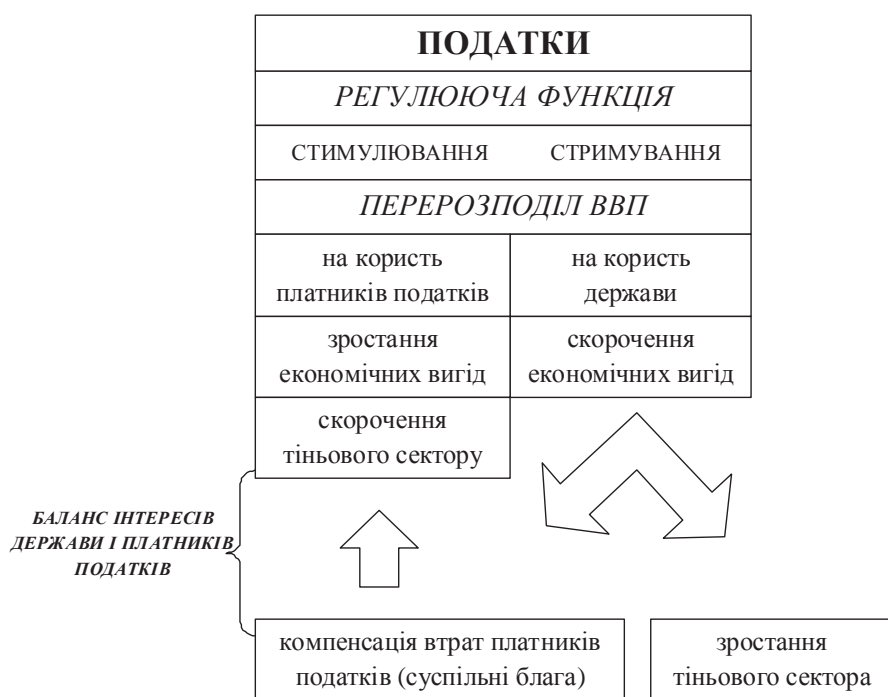 ПОДАТКИ
РЕГУЛЮЮЧА ФУНКЦІЯ
СТИМУЛЮВАННЯ СТРИМУВАННЯ
ПЕРЕРОЗПОДІЛ ВВП
на користь
платників податків
на користь
держави
зростання
економічних вигід
скорочення
економічних вигід
скорочення
тіньового сектору
БАЛАНС ІНТЕРЕСІВ
ДЕРЖАВИ І ПЛАТНИКІВ
ПОДАТКІВ
компенсація втрат платників
податків (суспільні блага)
зростання
тіньового сектора